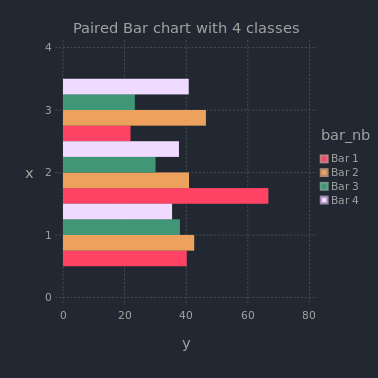 Paired Bar chart with 4 classes
4
3
2
1
0
x
0 20 40 60 80
y
bar_nb
Bar 1
Bar 2
Bar 3
Bar 4